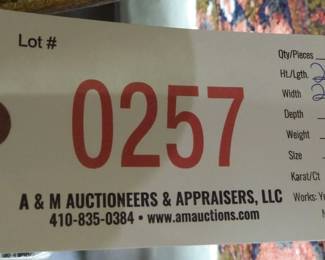 Lot #
0257
A & M AUCTIONEERS & APPRAISERS, LLC
410-835-0384 • www.amauctions.com
Qty/Pieces
Ht./Lgth.
Width
Depth
Weight
Size
Karat/Ct
Works: